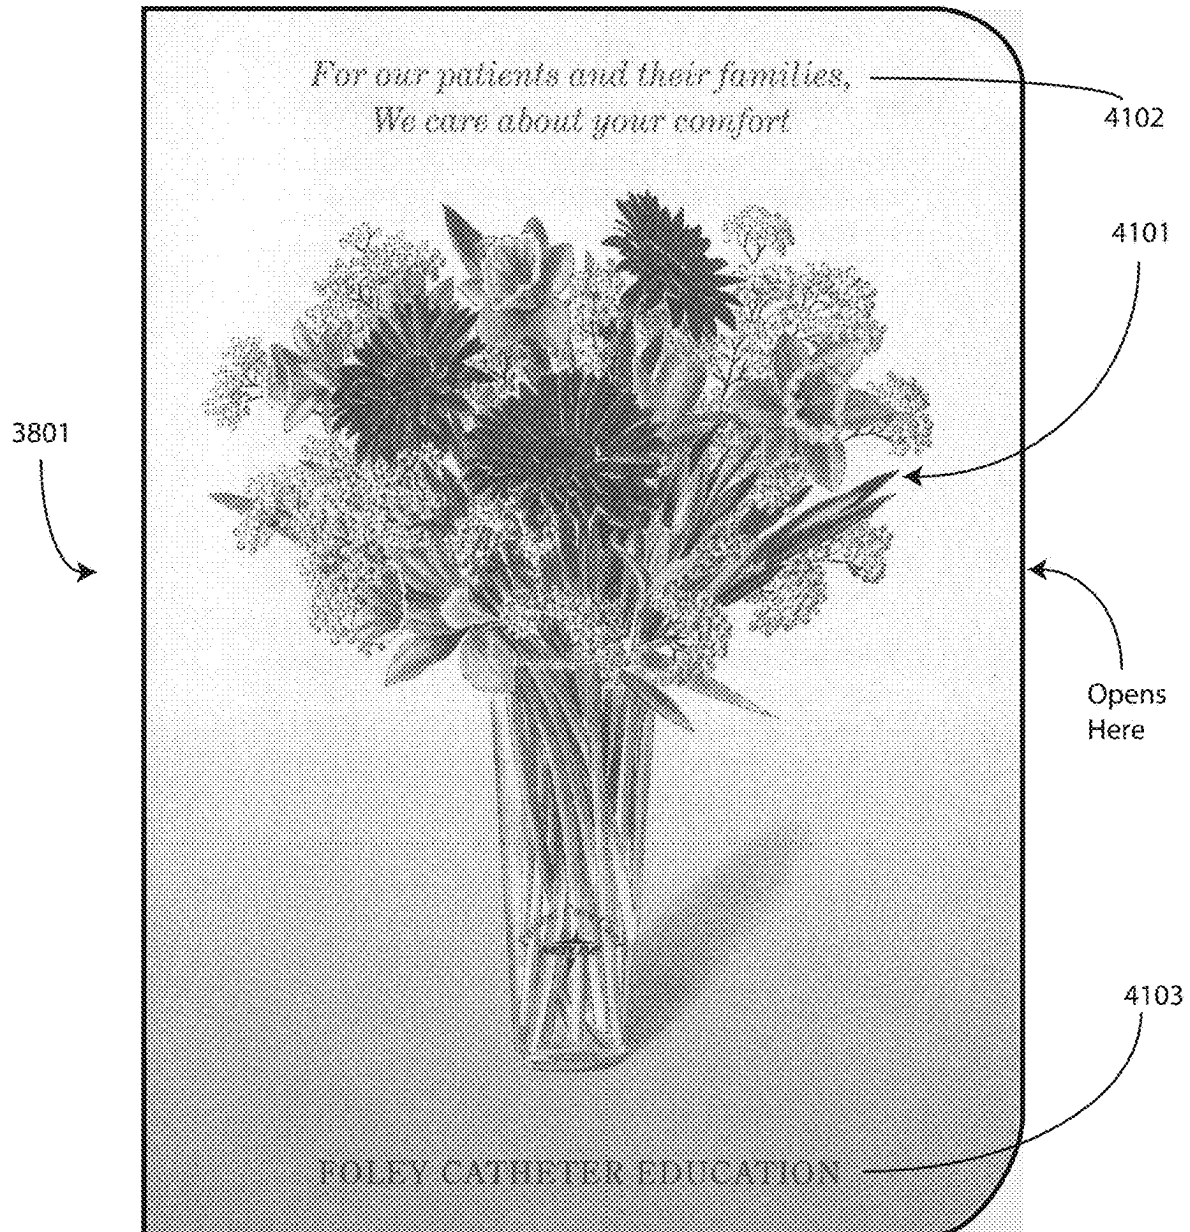 For our patients and their families,
We care about your comfort
4102
4101
3801
Opens
Here
4103
FOLEY CATHETER EDUCATION